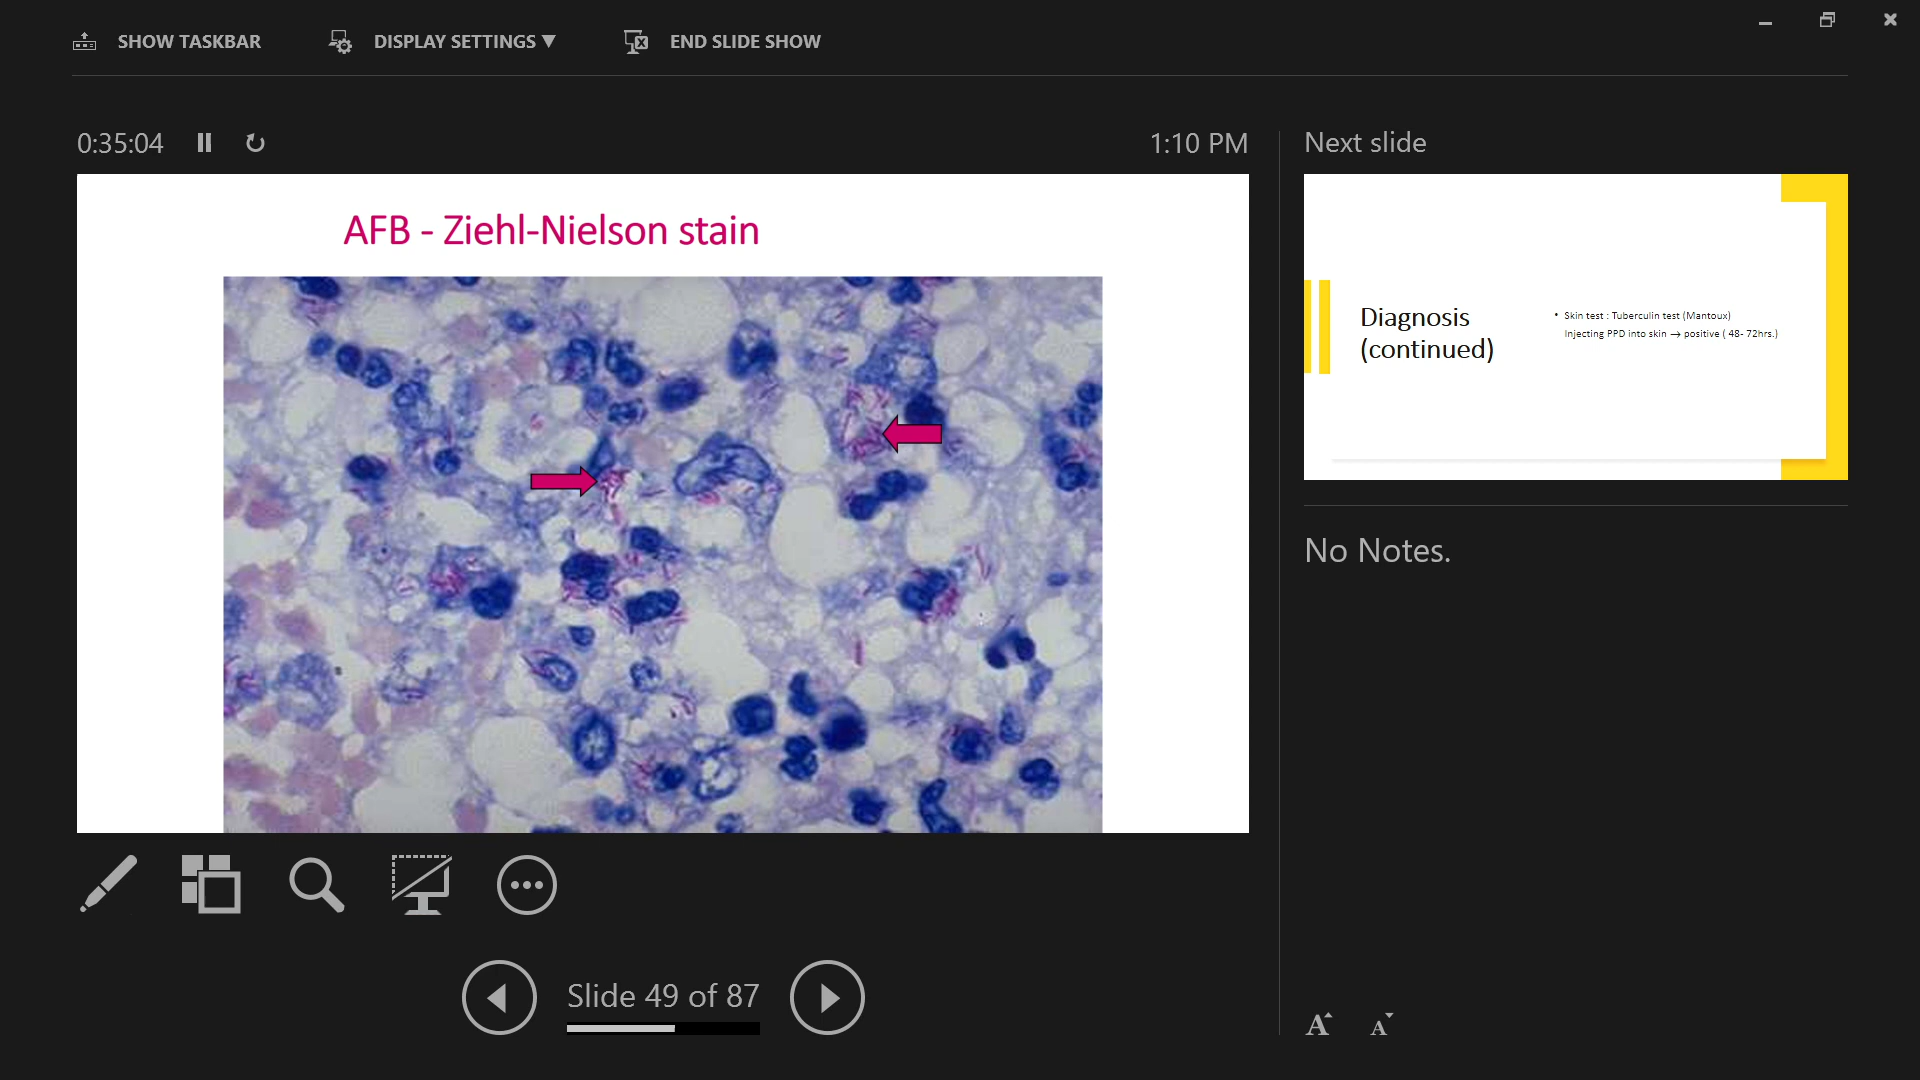 SHOW TASKBAR
DISPLAY SETTINGS ▼
END SLIDE SHOW
0:35:04
1:10 PM
Next slide
AFB - Ziehl-Nielson stain
Diagnosis
(continued)
• Skin test : Tuberculin test (Mantoux)
Injecting PPD into skin → positive ( 48- 72hrs.)
No Notes.
Slide 49 of 87
A A